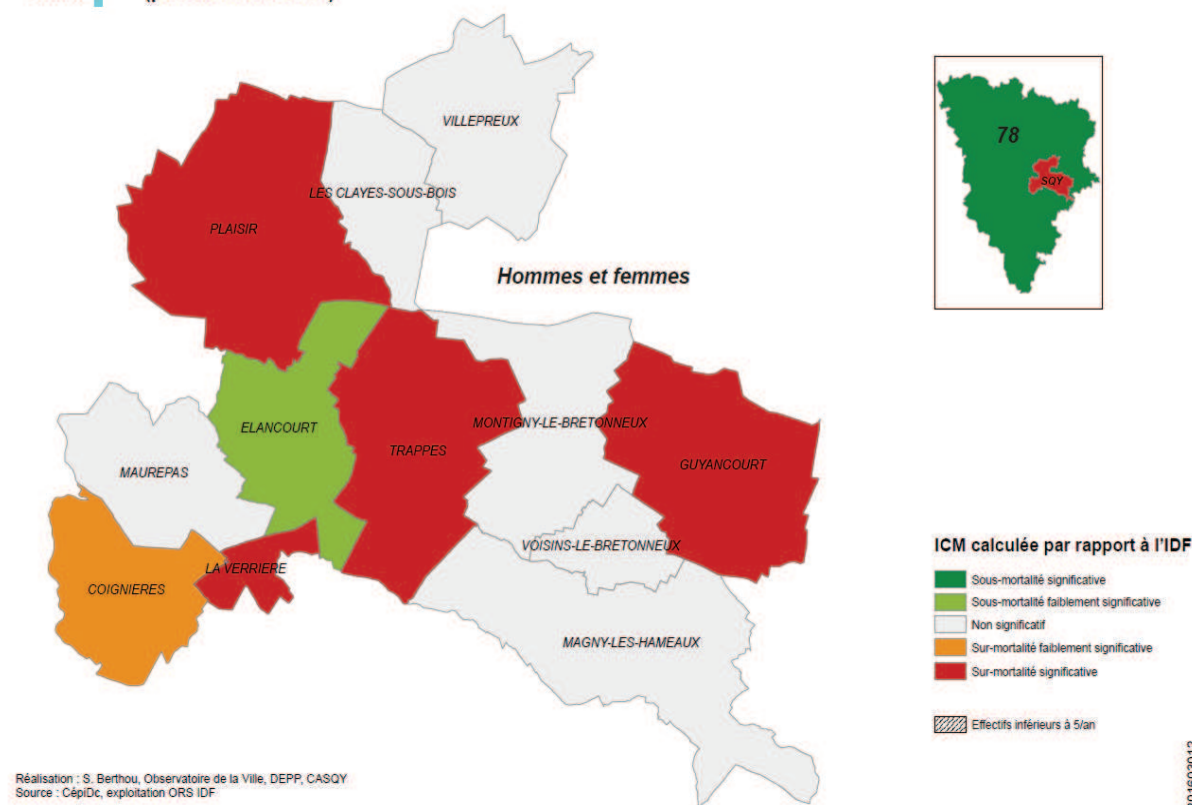 VILLEPREUX
78
LES CLAYES-SOUS-BOIS
SQY
PLAISIR
Hommes et femmes
ELANCOURT
MONTIGNY-LE-BRETONNEUX
TRAPPES
GUYANCOURT
MAUREPAS
VOISINS-LE-BRETONNEUX
LA VERRIERE
COIGNIERES
MAGNY-LES-HAMEAUX
ICM calculée par rapport à l'IDF
Sous-mortalité significative
Sous-mortalité faiblement significative
Non significatif
Sur-mortalité faiblement significative
Sur-mortalité significative
Effectifs inférieurs à 5/an
Réalisation : S. Berthou, Observatoire de la Ville, DEPP, CASQY
Source : CépiDc, exploitation ORS IDF